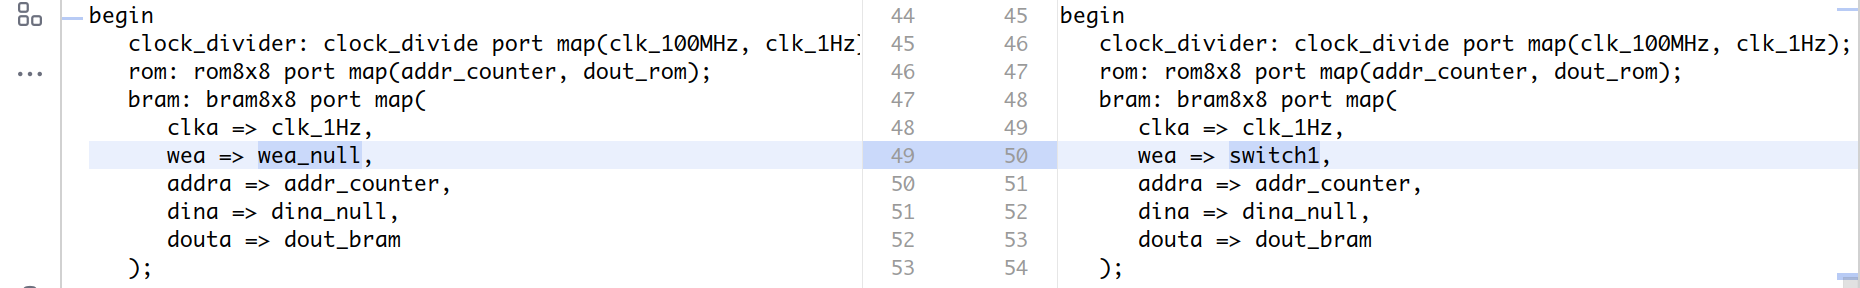 begin
clock_divider: clock_divide port map(clk_100MHz, clk_1Hz)
rom: rom8x8 port map(addr_counter, dout_rom);
bram: bram8x8 port map(
clka => clk_1Hz,
wea => wea_null,
addra => addr_counter,
dina => dina_null,
douta => dout_bram
);
44 45
45 46
46 47
47 48
48 49
49 50
50 51
51 52
52 53
53 54
begin
clock_divider: clock_divide port map(clk_100MHz, clk_1Hz);
rom: rom8x8 port map(addr_counter, dout_rom);
bram: bram8x8 port map(
clka => clk_1Hz,
wea => switch1,
addra => addr_counter,
dina => dina_null,
douta => dout_bram
);